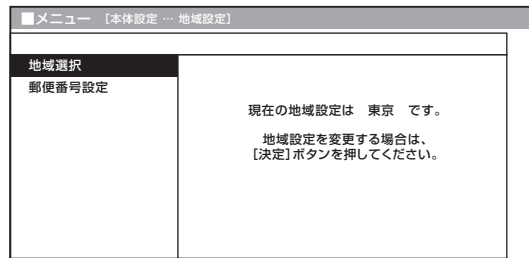 ■メニュー ［本体設定 … 地域設定］
地域選択
郵便番号設定
現在の地域設定は　東京　です。
地域設定を変更する場合は、
［決定］ボタンを押してください。